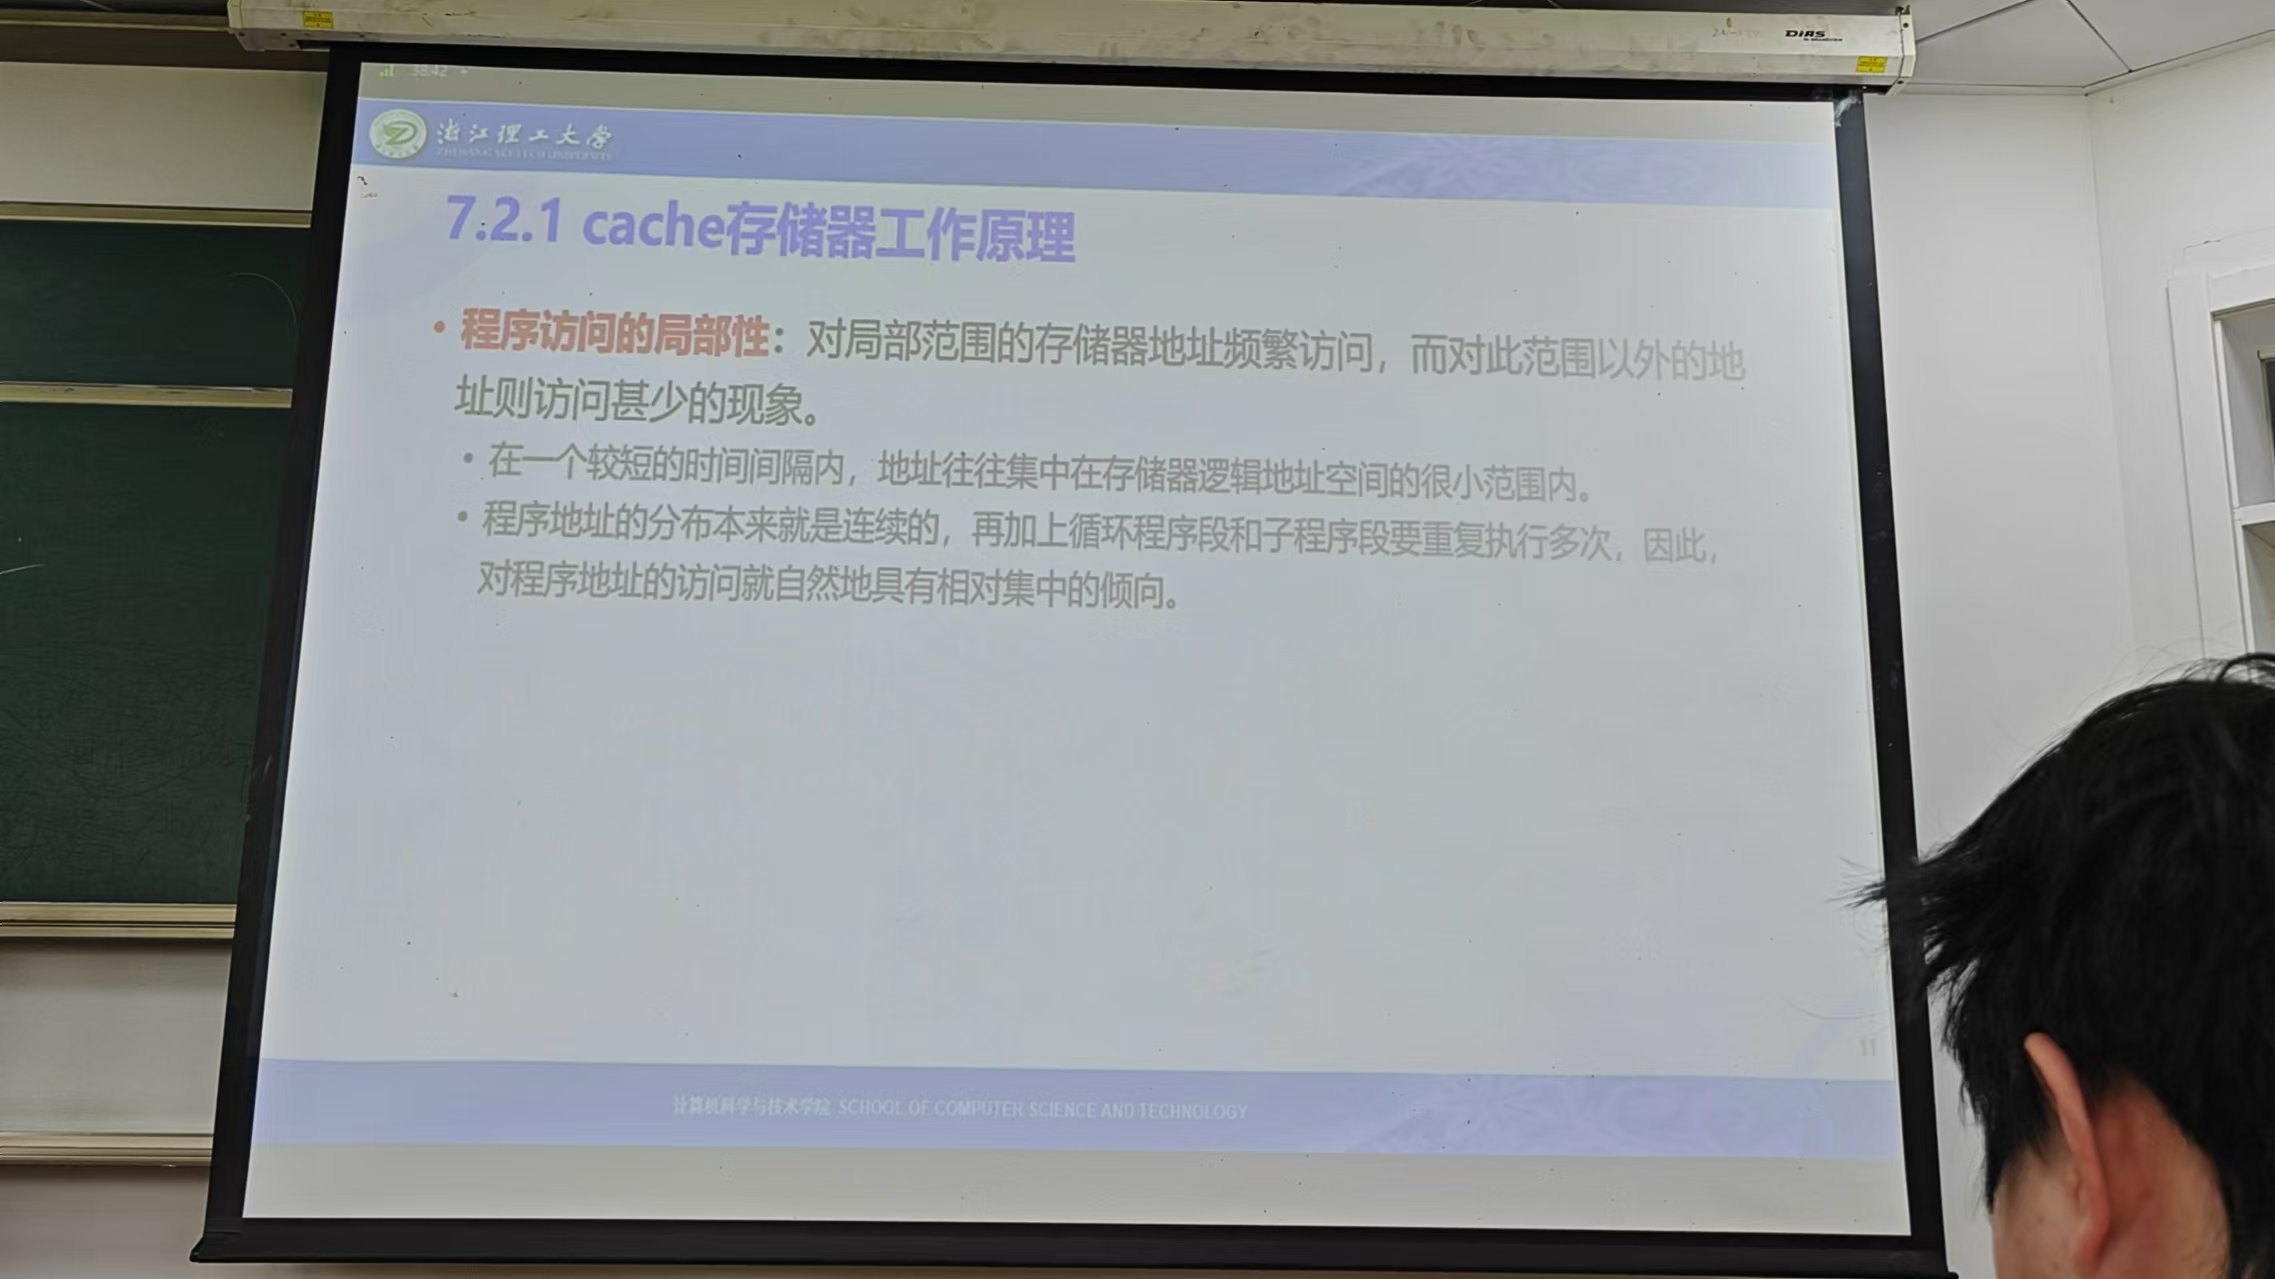 DIAS
38:42
浙江理工大学
ZHEJIANG SCI-TECH UNIVERSITY
7.2.1 cache存储器工作原理
• 程序访问的局部性：对局部范围的存储器地址频繁访问，而对此范围以外的地
址则访问甚少的现象。
• 在一个较短的时间间隔内，地址往往集中在存储器逻辑地址空间的很小范围内。
• 程序地址的分布本来就是连续的，再加上循环程序段和子程序段要重复执行多次，因此，
对程序地址的访问就自然地具有相对集中的倾向。
11
计算机科学与技术学院 SCHOOL OF COMPUTER SCIENCE AND TECHNOLOGY